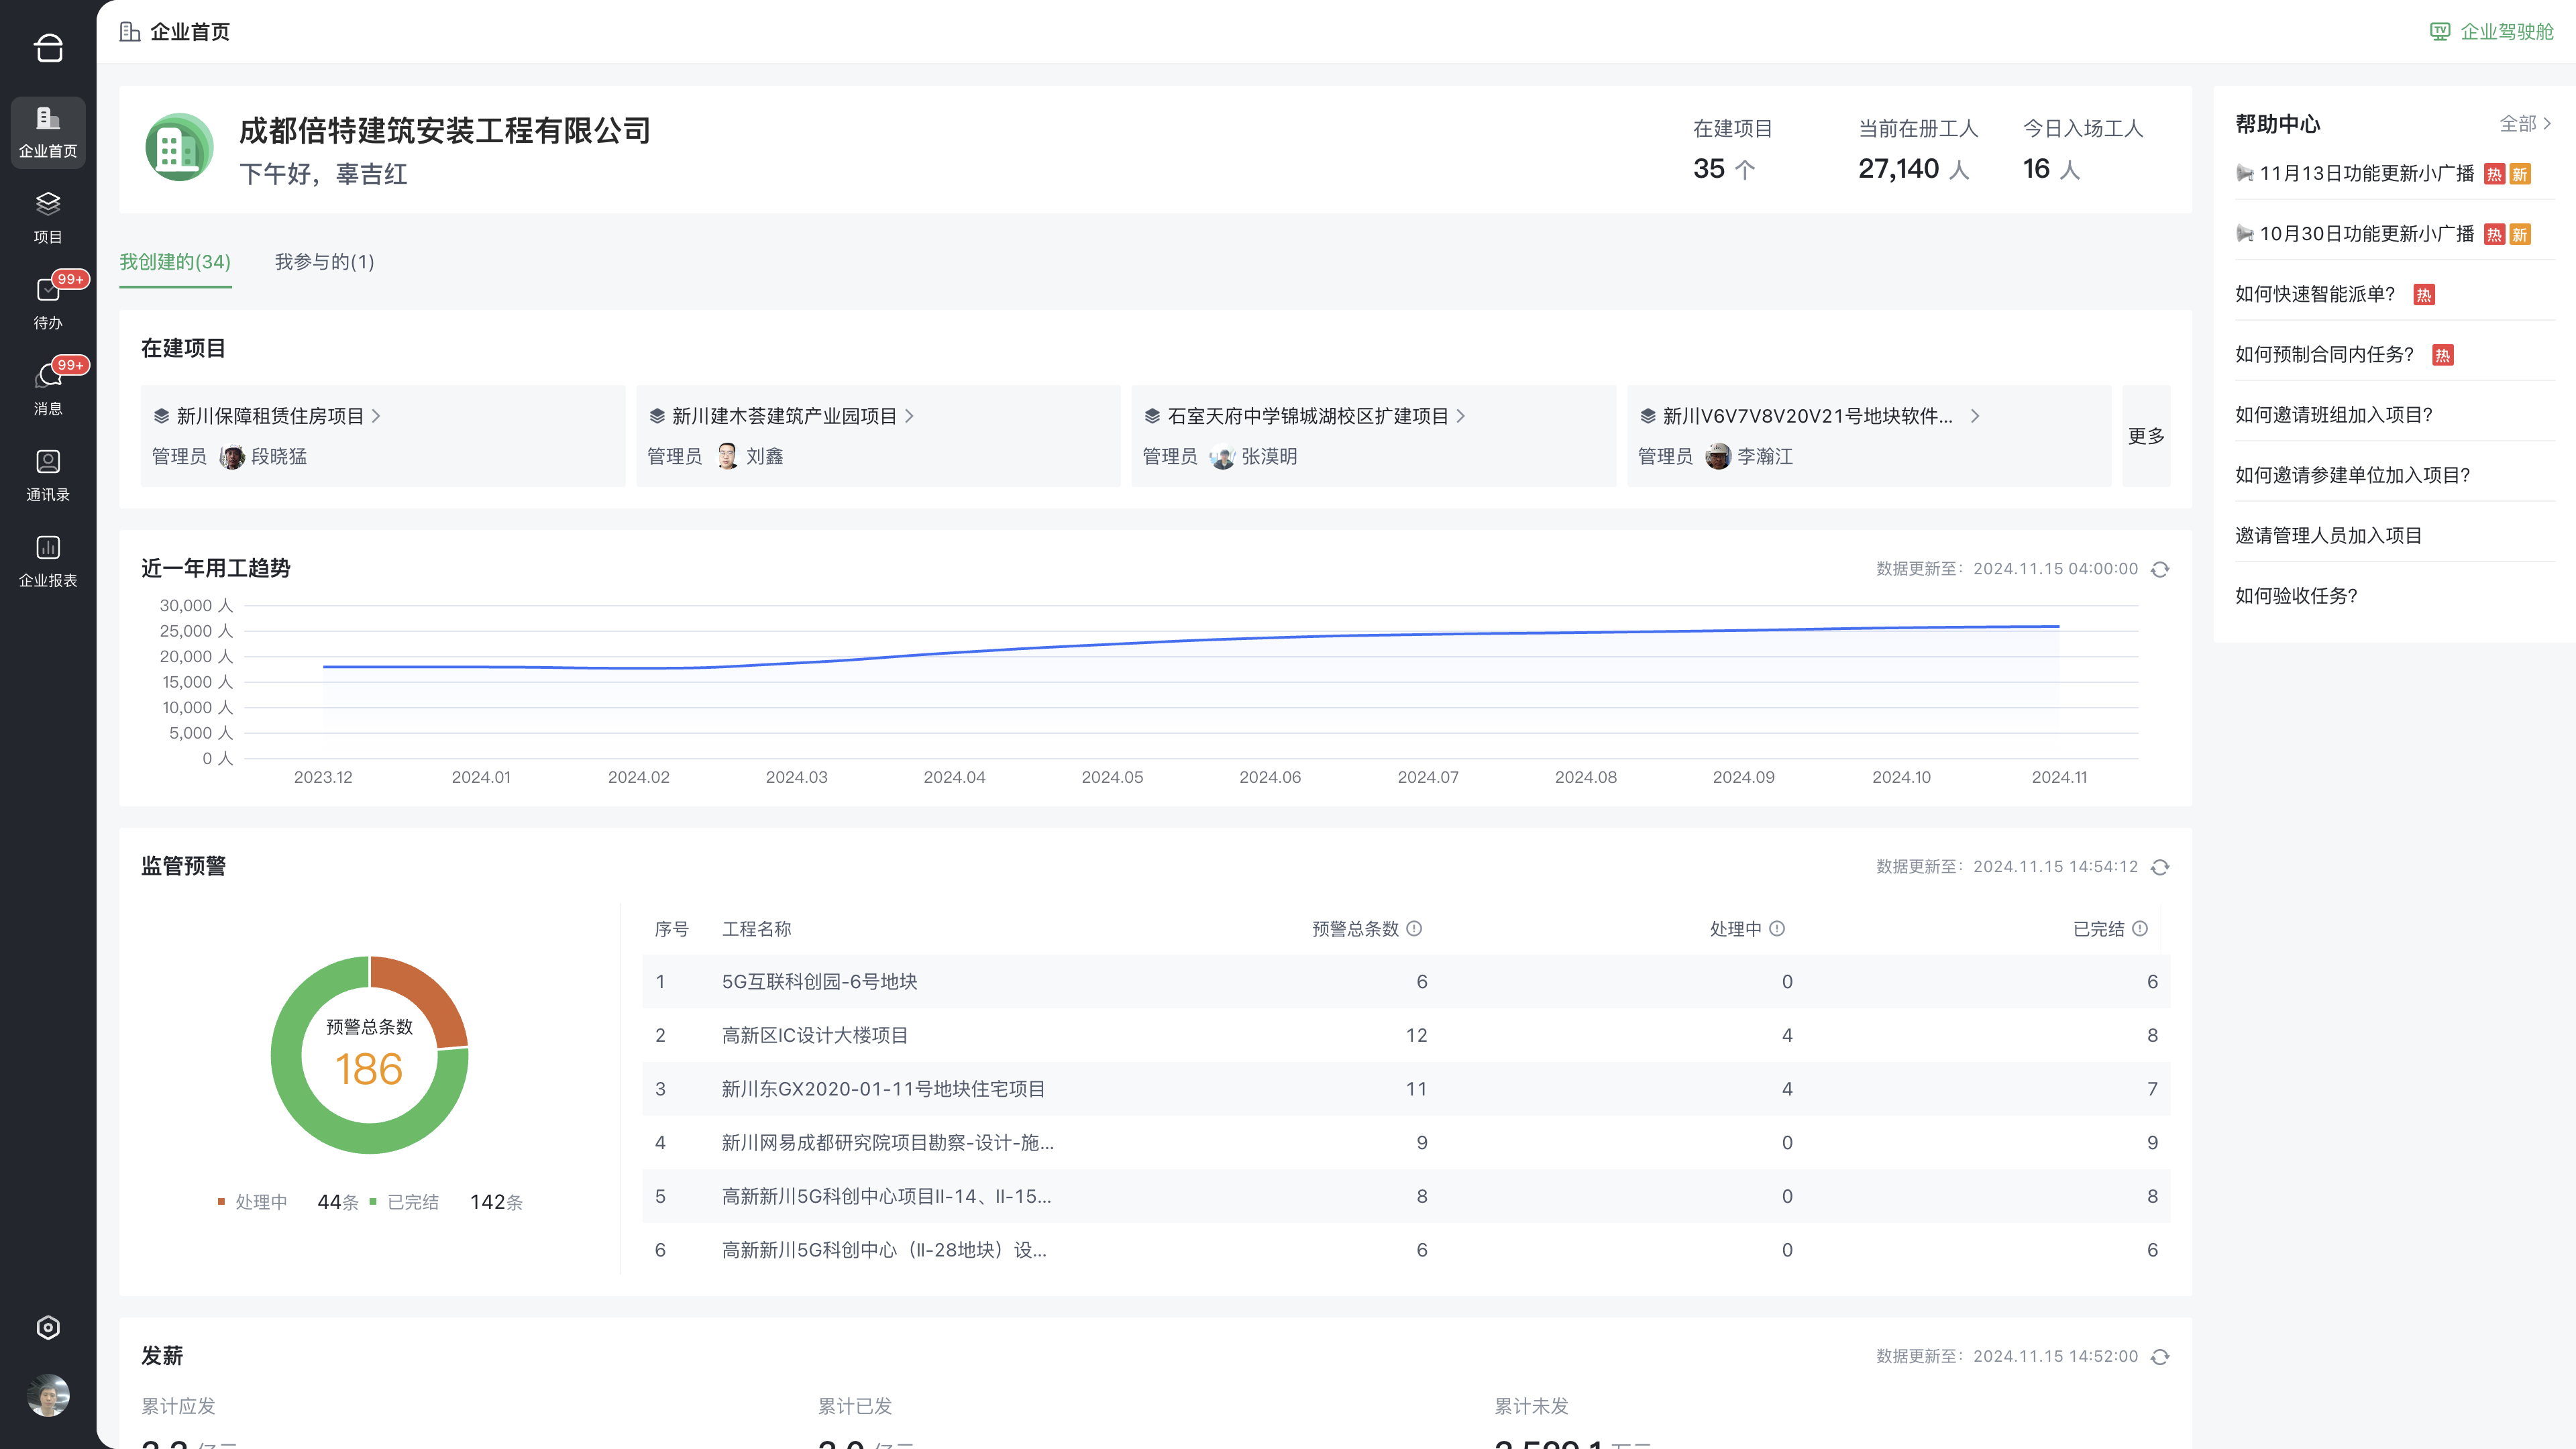 企业首页
企业驾驶舱
企业首页
项目
99+
待办
99+
消息
通讯录
企业报表
成都倍特建筑安装工程有限公司
下午好，辜吉红
在建项目
35 个
当前在册工人
27,140 人
今日入场工人
16 人
我创建的(34)
我参与的(1)
在建项目
新川保障租赁住房项目
管理员 段晓猛
新川建木荟建筑产业园项目
管理员 刘鑫
石室天府中学锦城湖校区扩建项目
管理员 张漠明
新川V6V7V8V20V21号地块软件...
管理员 李瀚江
更多
近一年用工趋势
数据更新至：2024.11.15 04:00:00
30,000 人
25,000 人
20,000 人
15,000 人
10,000 人
5,000 人
0 人
2023.12 2024.01 2024.02 2024.03 2024.04 2024.05 2024.06 2024.07 2024.08 2024.09 2024.10 2024.11
监管预警
数据更新至：2024.11.15 14:54:12
预警总条数
186
处理中 44条 已完结 142条
序号 工程名称 预警总条数 处理中 已完结
1 5G互联科创园-6号地块 6 0 6
2 高新区IC设计大楼项目 12 4 8
3 新川东GX2020-01-11号地块住宅项目 11 4 7
4 新川网易成都研究院项目勘察-设计-施... 9 0 9
5 高新新川5G科创中心项目II-14、II-15... 8 0 8
6 高新新川5G科创中心（II-28地块）设... 6 0 6
发薪
数据更新至：2024.11.15 14:52:00
累计应发
累计已发
累计未发
帮助中心
全部
11月13日功能更新小广播 热 新
10月30日功能更新小广播 热 新
如何快速智能派单？ 热
如何预制合同内任务？ 热
如何邀请班组加入项目？
如何邀请参建单位加入项目？
邀请管理人员加入项目
如何验收任务？